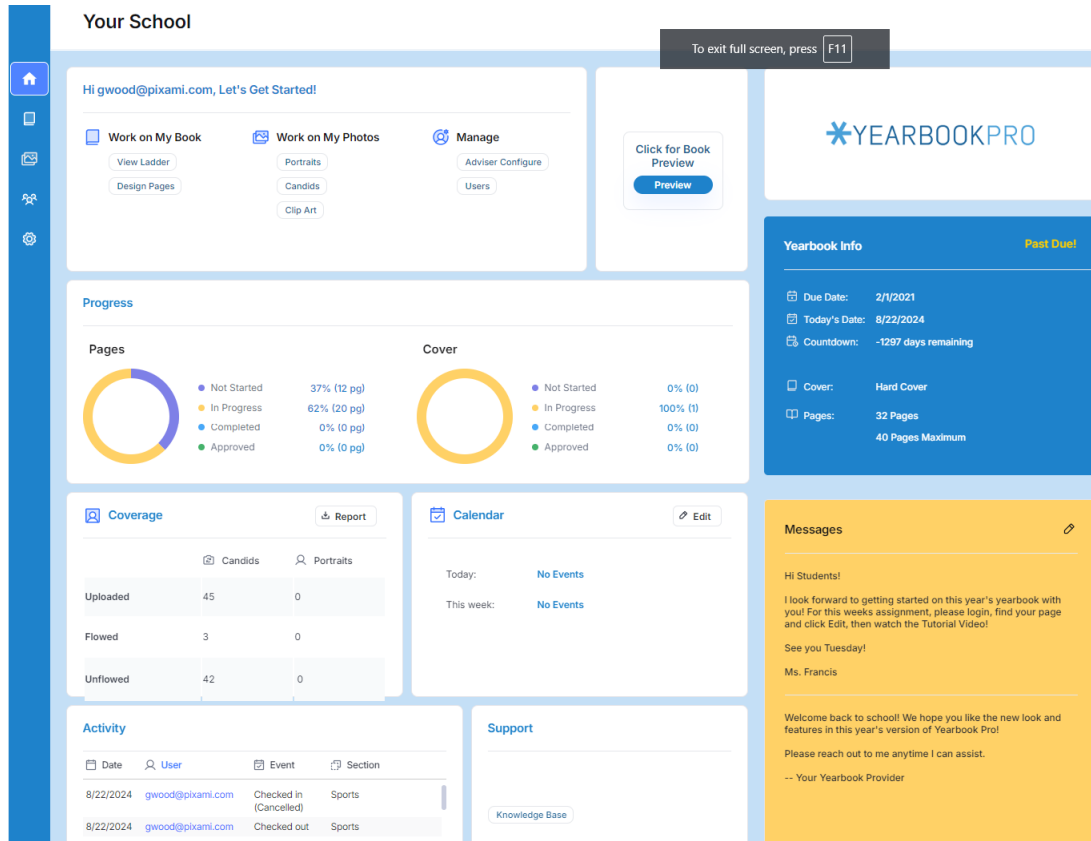 Your School
To exit full screen, press F11
Hi gwood@pixami.com, Let's Get Started!
Work on My Book
View Ladder
Design Pages
Work on My Photos
Portraits
Candids
Clip Art
Manage
Adviser Configure
Users
Click for Book
Preview
Preview
YEARBOOKPRO
Yearbook Info
Past Due!
Due Date: 2/1/2021
Today's Date: 8/22/2024
Countdown: -1297 days remaining
Cover: Hard Cover
Pages: 32 Pages
40 Pages Maximum
Progress
Pages
Not Started 37% (12 pg)
In Progress 62% (20 pg)
Completed 0% (0 pg)
Approved 0% (0 pg)
Cover
Not Started 0% (0)
In Progress 100% (1)
Completed 0% (0)
Approved 0% (0)
Coverage
Report
Candids Portraits
Uploaded 45 0
Flowed 3 0
Unflowed 42 0
Calendar
Edit
Today: No Events
This week: No Events
Messages
Hi Students!
I look forward to getting started on this year's yearbook with
you! For this weeks assignment, please login, find your page
and click Edit, then watch the Tutorial Video!
See you Tuesday!
Ms. Francis
Welcome back to school! We hope you like the new look and
features in this year's version of Yearbook Pro!
Please reach out to me anytime I can assist.
-- Your Yearbook Provider
Activity
Date User Event Section
8/22/2024 gwood@pixami.com Checked in Sports
(Cancelled)
8/22/2024 gwood@pixami.com Checked out Sports
Support
Knowledge Base